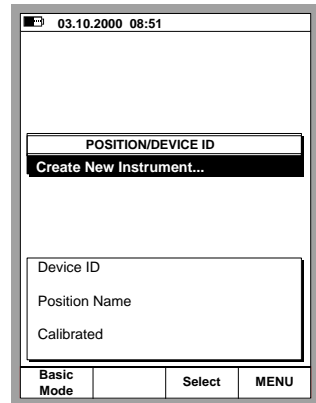 03.10.2000 08:51
POSITION/DEVICE ID
Create New Instrument...
Device ID
Position Name
Calibrated
Basic Mode Select MENU